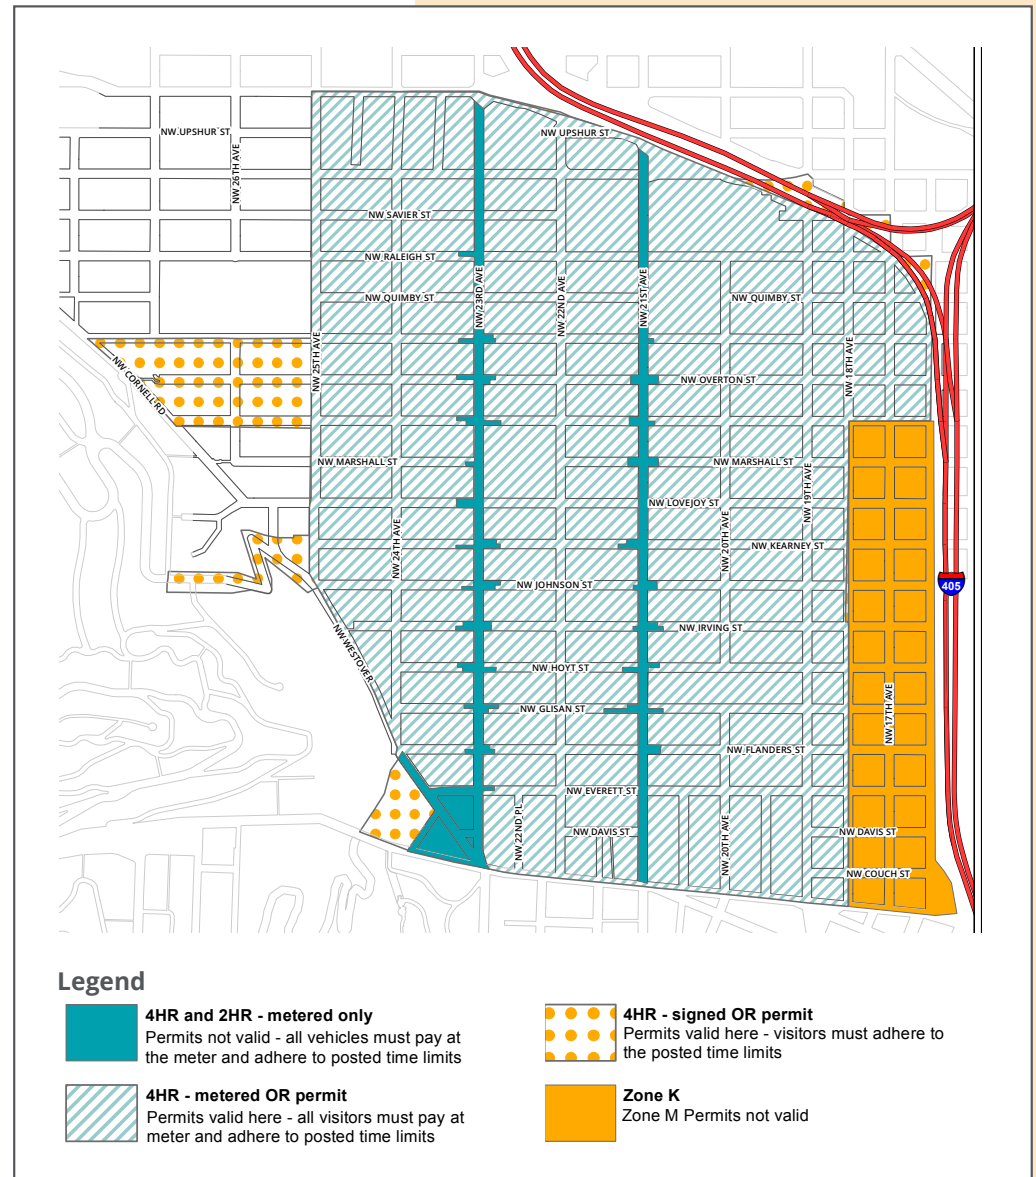 NW UPSHUR ST
NW UPSHUR ST
NW 26TH AVE
NW SAVIER ST
NW RALEIGH ST
NW 23RD AVE
NW 22ND AVE
NW 21ST AVE
NW QUIMBY ST
NW QUIMBY ST
NW 25TH AVE
NW 18TH AVE
NW CORNELL RD
NW OVERTON ST
NW MARSHALL ST
NW MARSHALL ST
NW 19TH AVE
NW LOVEJOY ST
NW 24TH AVE
NW 20TH AVE
NW KEARNEY ST
NW JOHNSON ST
405
NW IRVING ST
NW WESTOVER
NW HOYT ST
NW 17TH AVE
NW GLISAN ST
NW FLANDERS ST
NW EVERETT ST
NW 22ND PL
NW DAVIS ST
NW 20TH AVE
NW DAVIS ST
NW COUCH ST
Legend
4HR and 2HR - metered only
Permits not valid - all vehicles must pay at
the meter and adhere to posted time limits
4HR - metered OR permit
Permits valid here - all visitors must pay at
meter and adhere to posted time limits
4HR - signed OR permit
Permits valid here - visitors must adhere to
the posted time limits
Zone K
Zone M Permits not valid